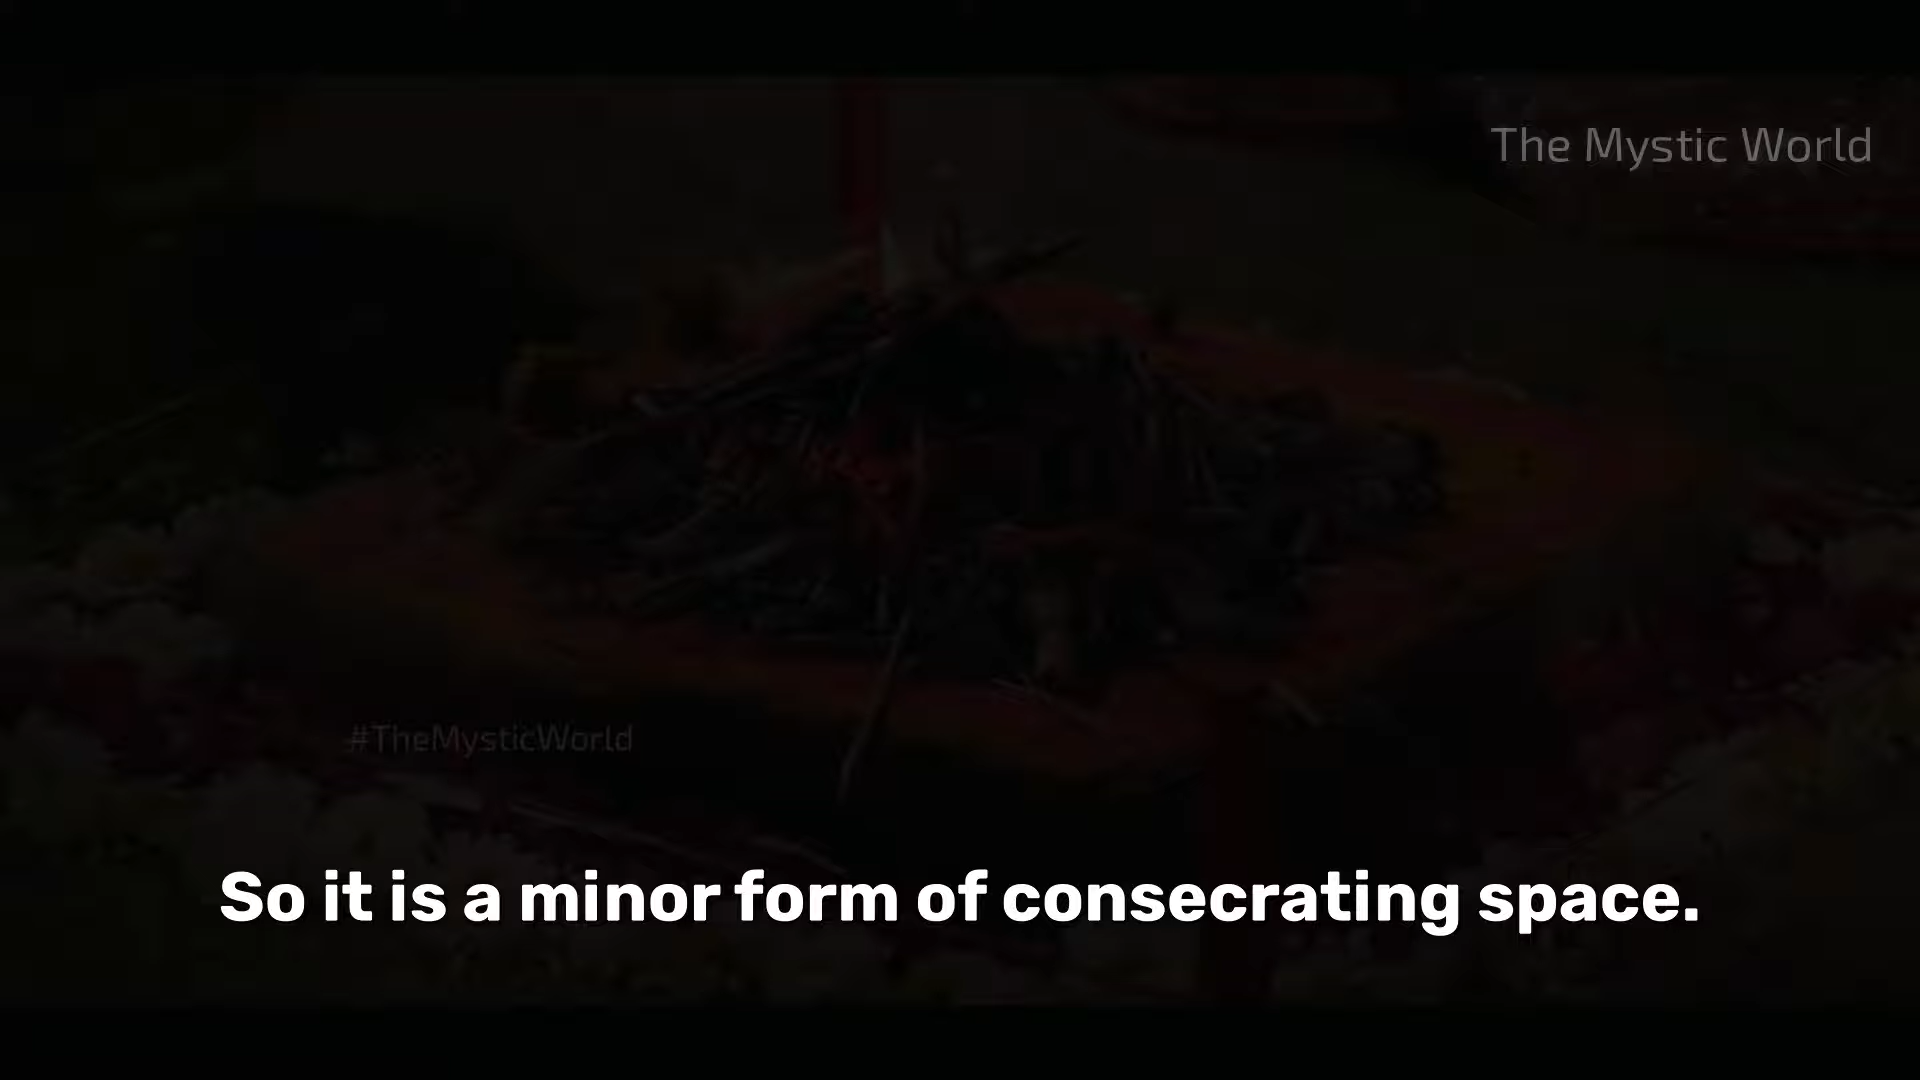 The Mystic World
#TheMysticWorld
So it is a minor form of consecrating space.